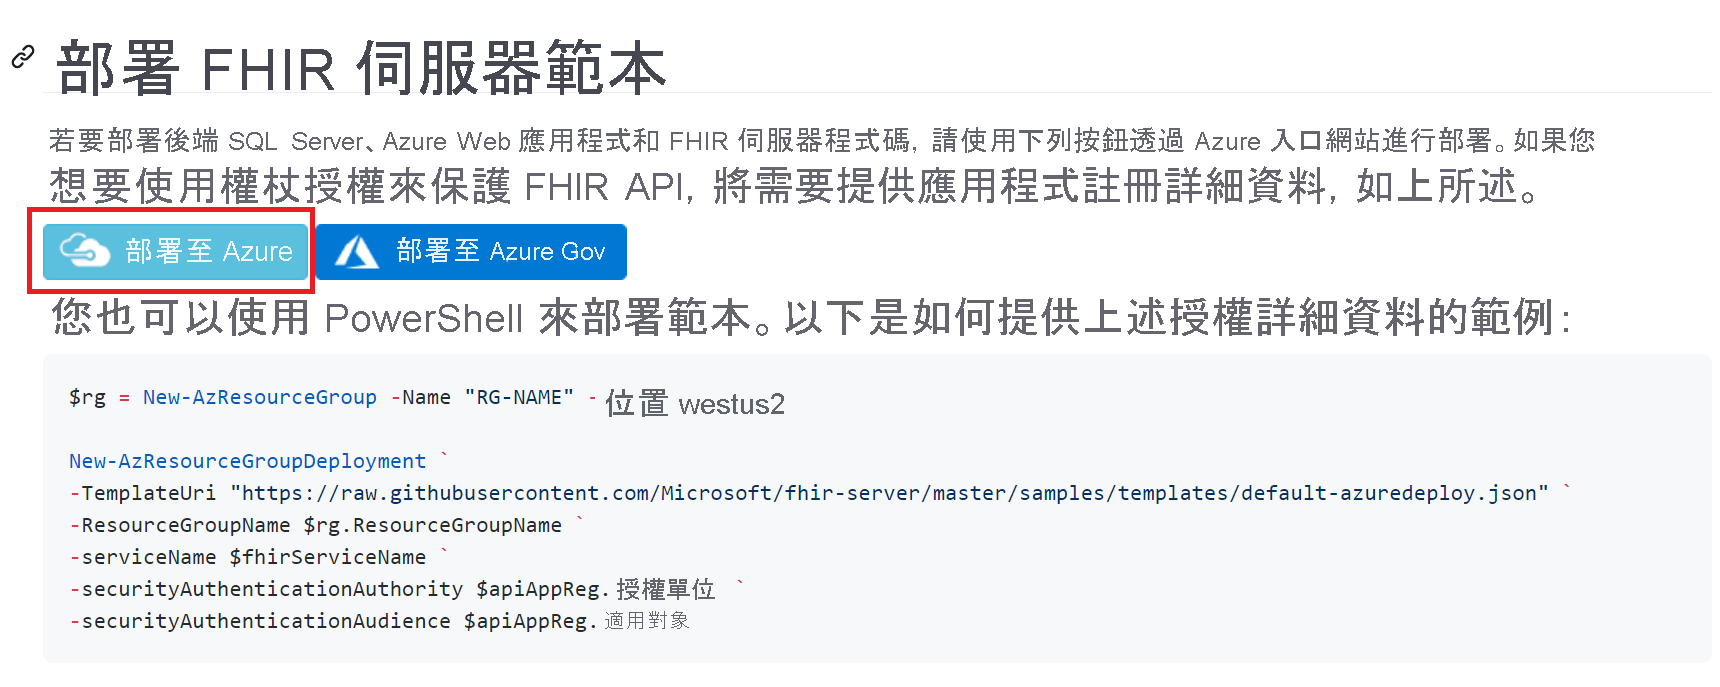 部署 FHIR 伺服器範本
若要部署後端 SQL Server、Azure Web 應用程式和 FHIR 伺服器程式碼，請使用下列按鈕透過 Azure 入口網站進行部署。如果您
想要使用權杖授權來保護 FHIR API，將需要提供應用程式註冊詳細資料，如上所述。
部署至 Azure 部署至 Azure Gov
您也可以使用 PowerShell 來部署範本。以下是如何提供上述授權詳細資料的範例：
$rg = New-AzResourceGroup -Name "RG-NAME" - 位置 westus2
New-AzResourceGroupDeployment `
-TemplateUri "https://raw.githubusercontent.com/Microsoft/fhir-server/master/samples/templates/default-azuredeploy.json" `
-ResourceGroupName $rg.ResourceGroupName `
-serviceName $fhirServiceName `
-securityAuthenticationAuthority $apiAppReg. 授權單位 `
-securityAuthenticationAudience $apiAppReg. 適用對象